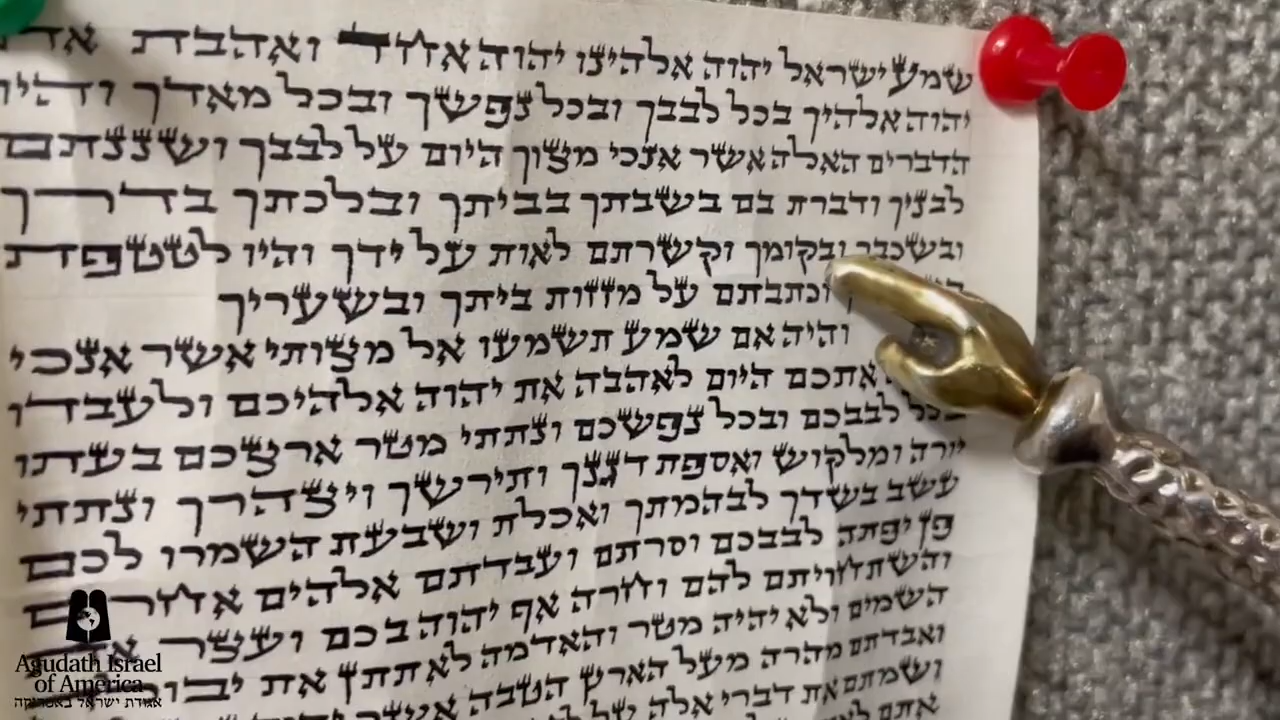 שמע ישראל יהוה אלהינו יהוה אחד ואהבת את
יהוה אלהיך בכל לבבך ובכל נפשך ובכל מאדך והיו
הדברים האלה אשר אנכי מצוך היום על לבבך ושננתם
לבניך ודברת בם בשבתך בביתך ובלכתך בדרך
ובשכבך ובקומך וקשרתם לאות על ידך והיו לטטפת
וכתבתם על מזזות ביתך ובשעריך
והיה אם שמע תשמעו אל מצותי אשר אנכי
אתכם היום לאהבה את יהוה אלהיכם ולעבדו
בכל לבבכם ובכל נפשכם ונתתי מטר ארצכם בעתו
יורה ומלקוש ואספת דגנך ותירשך ויצהרך ונתתי
עשב בשדך לבהמתך ואכלת ושבעת השמרו לכם
פן יפתה לבבכם וסרתם ועבדתם אלהים אחרים
והשתחויתם להם וחרה אף יהוה בכם ועצר את
השמים ולא יהיה מטר והאדמה לא תתן את
ואבדתם מהרה מעל הארץ הטבה אשר
ושמתם את דברי אלה על
אתם
Agudath Israel
of America
אגודת ישראל באמריקה